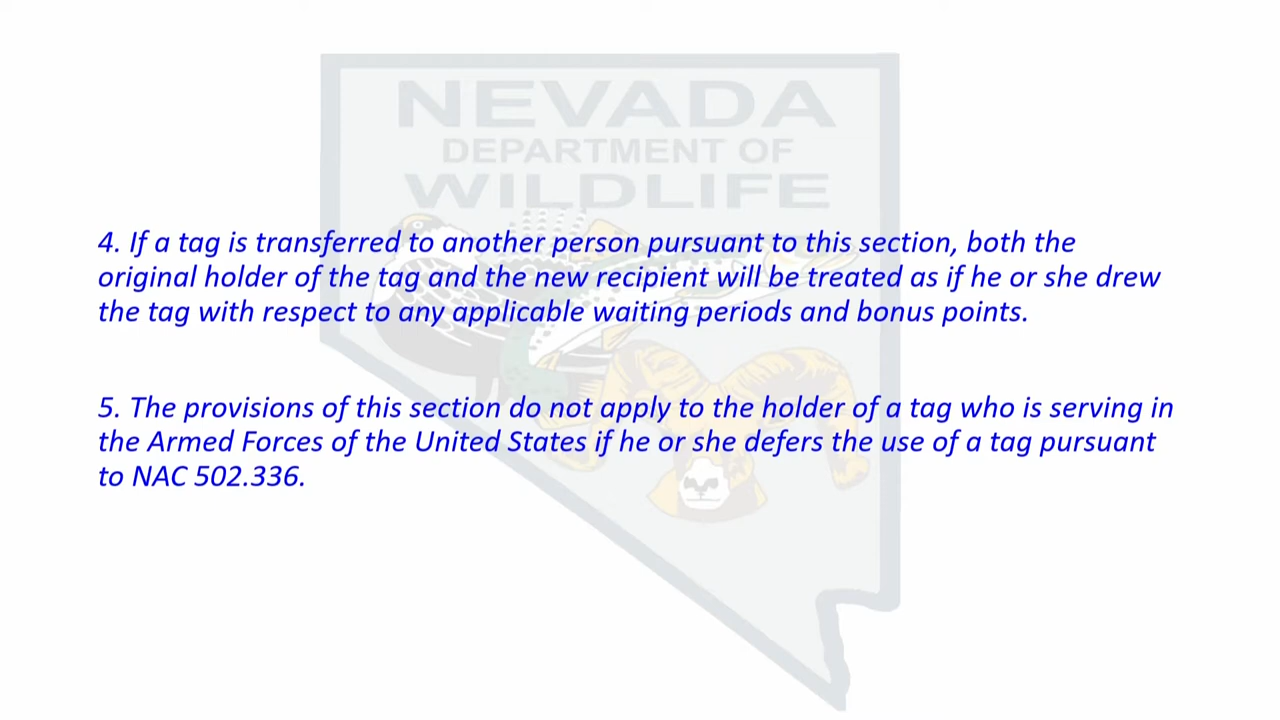 NEVADA
DEPARTMENT OF
WILDLIFE
4. If a tag is transferred to another person pursuant to this section, both the
original holder of the tag and the new recipient will be treated as if he or she drew
the tag with respect to any applicable waiting periods and bonus points.
5. The provisions of this section do not apply to the holder of a tag who is serving in
the Armed Forces of the United States if he or she defers the use of a tag pursuant
to NAC 502.336.